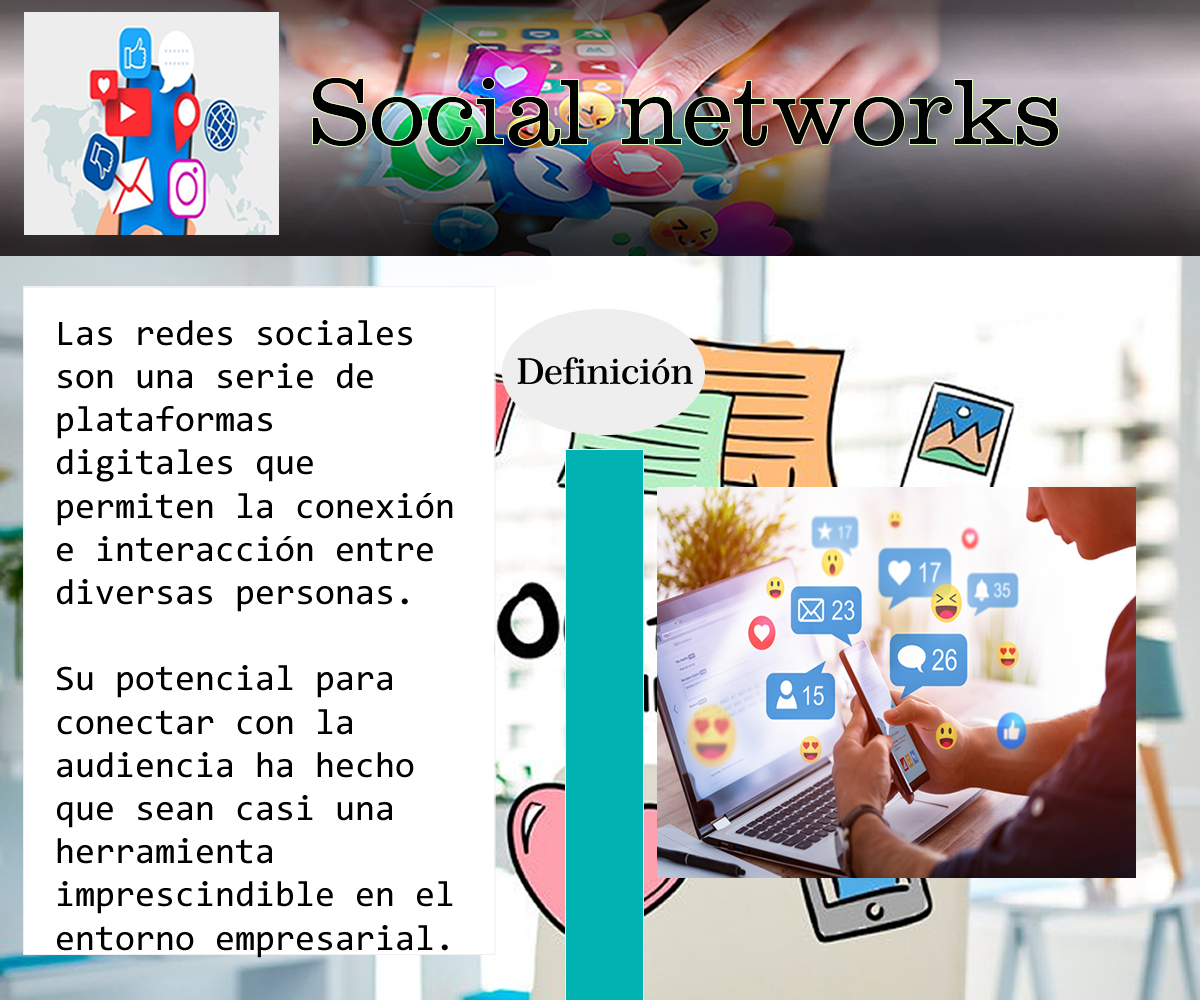 Social networks
Las redes sociales
son una serie de
plataformas
digitales que
permiten la conexión
e interacción entre
diversas personas.
Su potencial para
conectar con la
audiencia ha hecho
que sean casi una
herramienta
imprescindible en el
entorno empresarial.
Definición
17
17
35
23
26
15